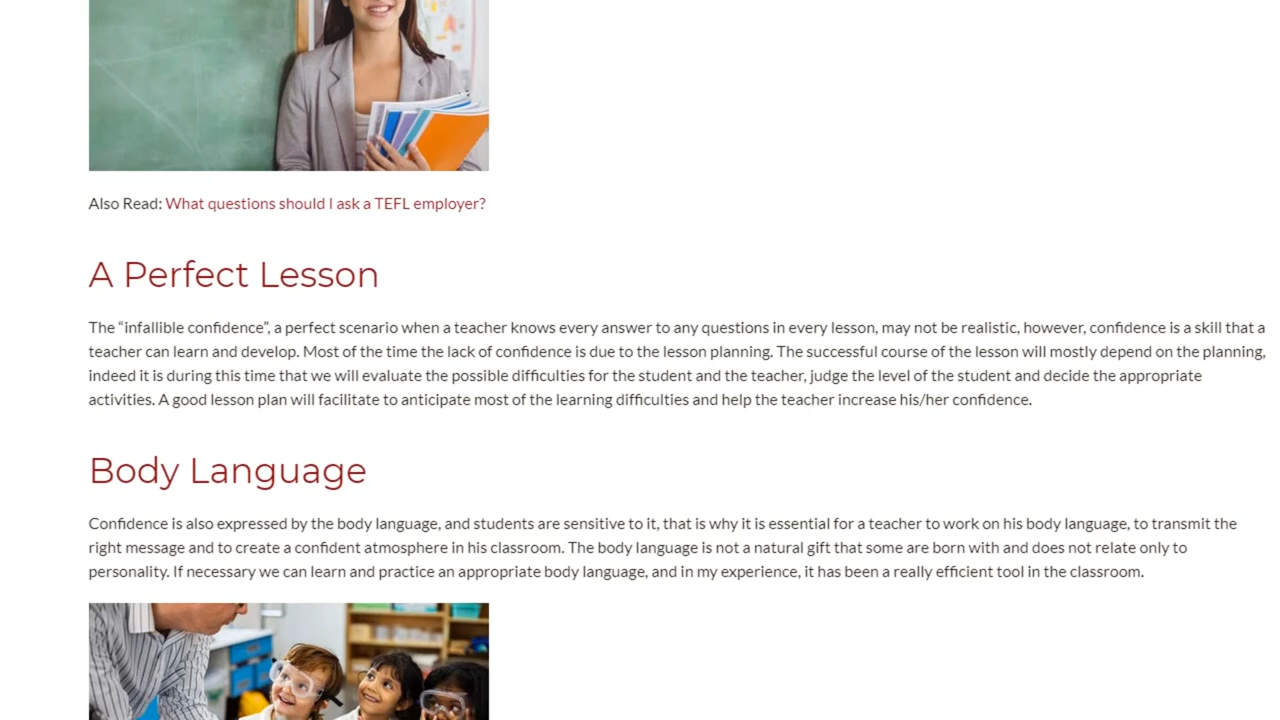 Also Read: What questions should I ask a TEFL employer?
A Perfect Lesson
The “infallible confidence”, a perfect scenario when a teacher knows every answer to any questions in every lesson, may not be realistic, however, confidence is a skill that a
teacher can learn and develop. Most of the time the lack of confidence is due to the lesson planning. The successful course of the lesson will mostly depend on the planning,
indeed it is during this time that we will evaluate the possible difficulties for the student and the teacher, judge the level of the student and decide the appropriate
activities. A good lesson plan will facilitate to anticipate most of the learning difficulties and help the teacher increase his/her confidence.
Body Language
Confidence is also expressed by the body language, and students are sensitive to it, that is why it is essential for a teacher to work on his body language, to transmit the
right message and to create a confident atmosphere in his classroom. The body language is not a natural gift that some are born with and does not relate only to
personality. If necessary we can learn and practice an appropriate body language, and in my experience, it has been a really efficient tool in the classroom.